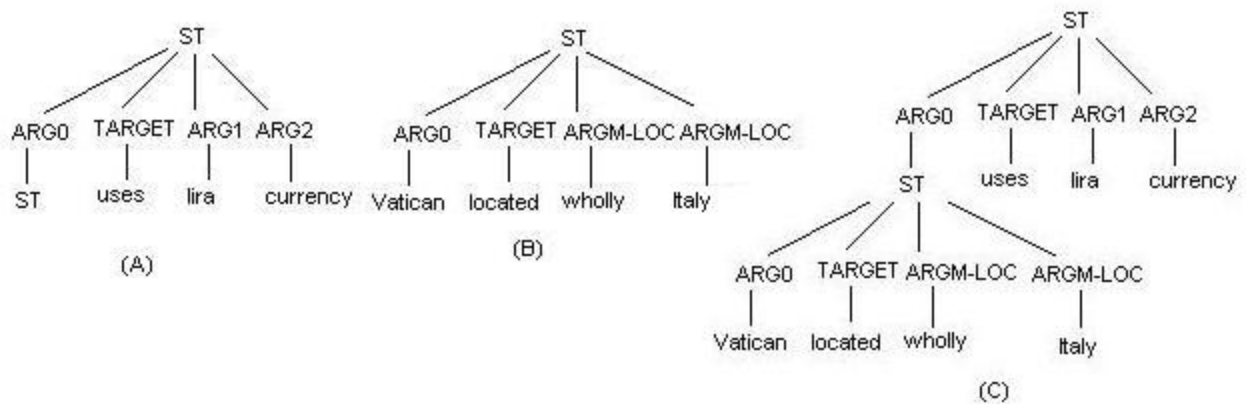 ST
ARG0 TARGET ARG1 ARG2
ST uses lira currency
(A)
ST
ARG0 TARGET ARGM-LOC ARGM-LOC
Vatican located wholly Italy
(B)
ST
ARG0 TARGET ARG1 ARG2
uses lira currency
ST
ARG0 TARGET ARGM-LOC ARGM-LOC
Vatican located wholly Italy
(C)